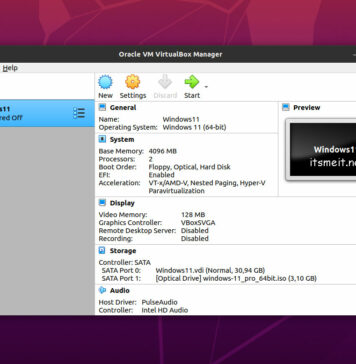 Oracle VM VirtualBox Manager
Help
New Settings Discard Start
ws11
red Off
General
Name: Windows11
Operating System: Windows 11 (64-bit)
System
Base Memory: 4096 MB
Processors: 2
Boot Order: Floppy, Optical, Hard Disk
EFI: Enabled
Acceleration: VT-x/AMD-V, Nested Paging, Hyper-V
Paravirtualization
Preview
Windows11
itsmeit.ne
Display
Video Memory: 128 MB
Graphics Controller: VBoxSVGA
Remote Desktop Server: Disabled
Recording: Disabled
Storage
Controller: SATA
SATA Port 0: Windows11.vdi (Normal, 30,94 GB)
SATA Port 1: [Optical Drive] windows-11_pro_64bit.iso (3,10 GB)
Audio
Host Driver: PulseAudio
Controller: Intel HD Audio